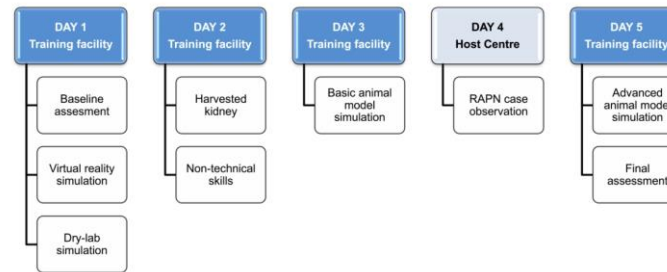 DAY 1
Training facility
Baseline
assesment
Virtual reality
simulation
Dry-lab
simulation
DAY 2
Training facility
Harvested
kidney
Non-technical
skills
DAY 3
Training facility
Basic animal
model
simulation
DAY 4
Host Centre
RAPN case
observation
DAY 5
Training facility
Advanced
animal model
simulation
Final
assessment